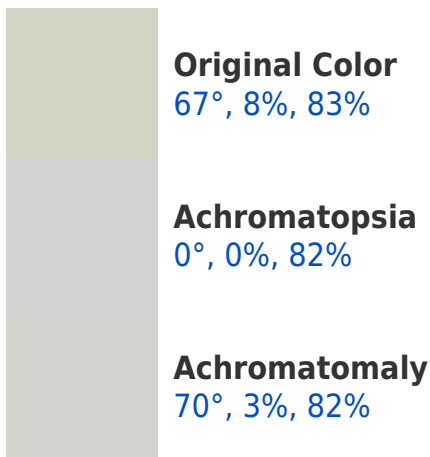 Original Color
67°, 8%, 83%
Achromatopsia
0°, 0%, 82%
Achromatomaly
70°, 3%, 82%